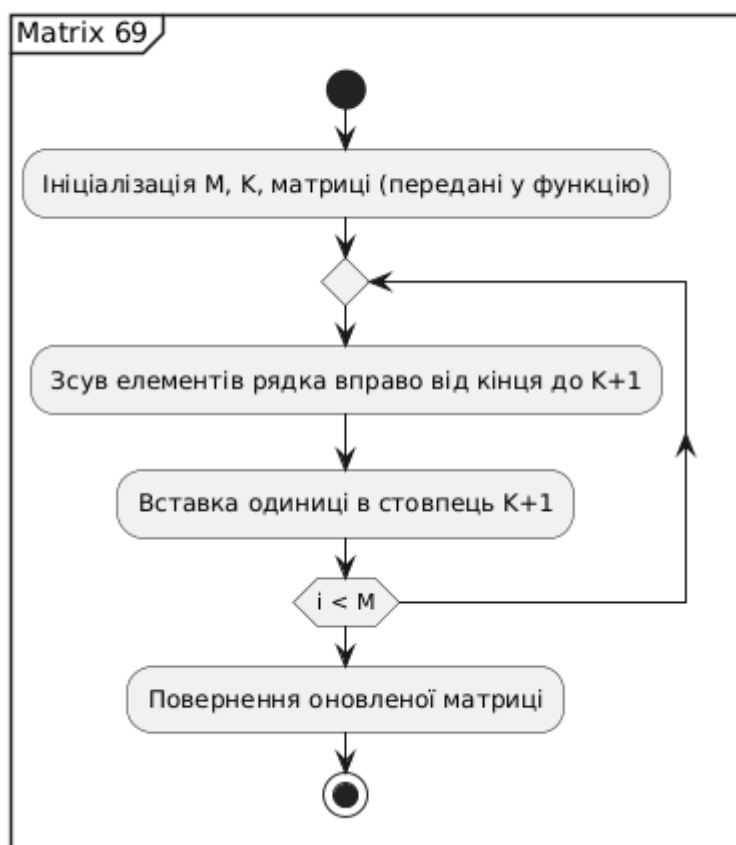 Matrix 69
Ініціалізація M, K, матриці (передані у функцію)
Зсув елементів рядка вправо від кінця до K+1
Вставка одиниці в стовпець K+1
i < M
Повернення оновленої матриці